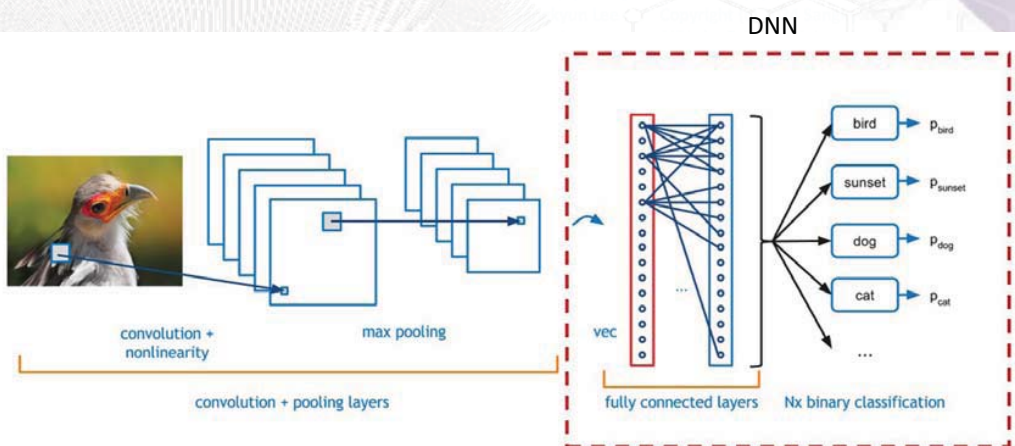 DNN
convolution +
nonlinearity
max pooling
convolution + pooling layers
vec
...
fully connected layers
bird
p_bird
sunset
p_sunset
dog
p_dog
cat
p_cat
...
Nx binary classification